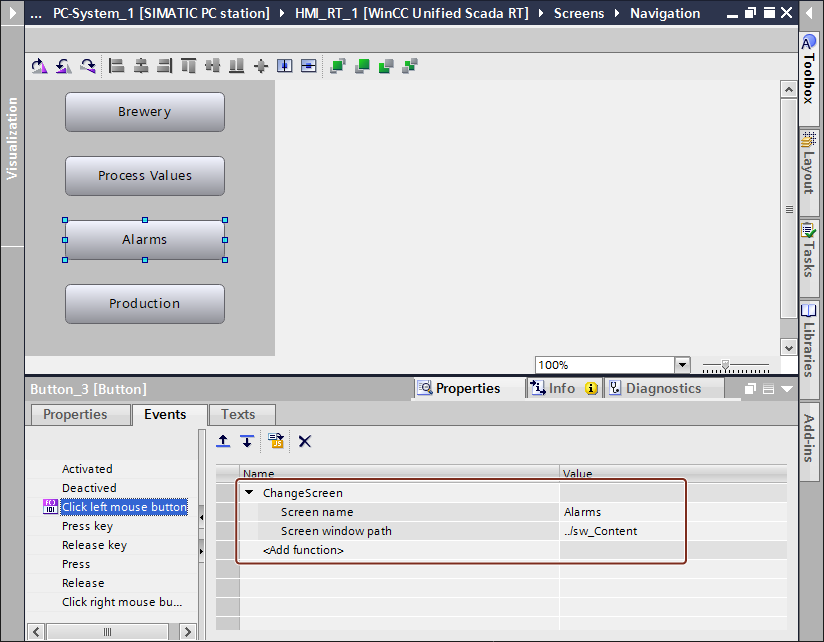 ... PC-System_1 [SIMATIC PC station] HMI_RT_1 [WinCC Unified Scada RT] Screens Navigation
Visualization
Brewery
Process Values
Alarms
Production
100%
Toolbox
Layout
Tasks
Libraries
Add-ins
Button_3 [Button]
Properties Info Diagnostics
Properties Events Texts
Activated
Deactived
Click left mouse button
Press key
Release key
Press
Release
Click right mouse bu...
Name Value
ChangeScreen
Screen name Alarms
Screen window path ../sw_Content
<Add function>